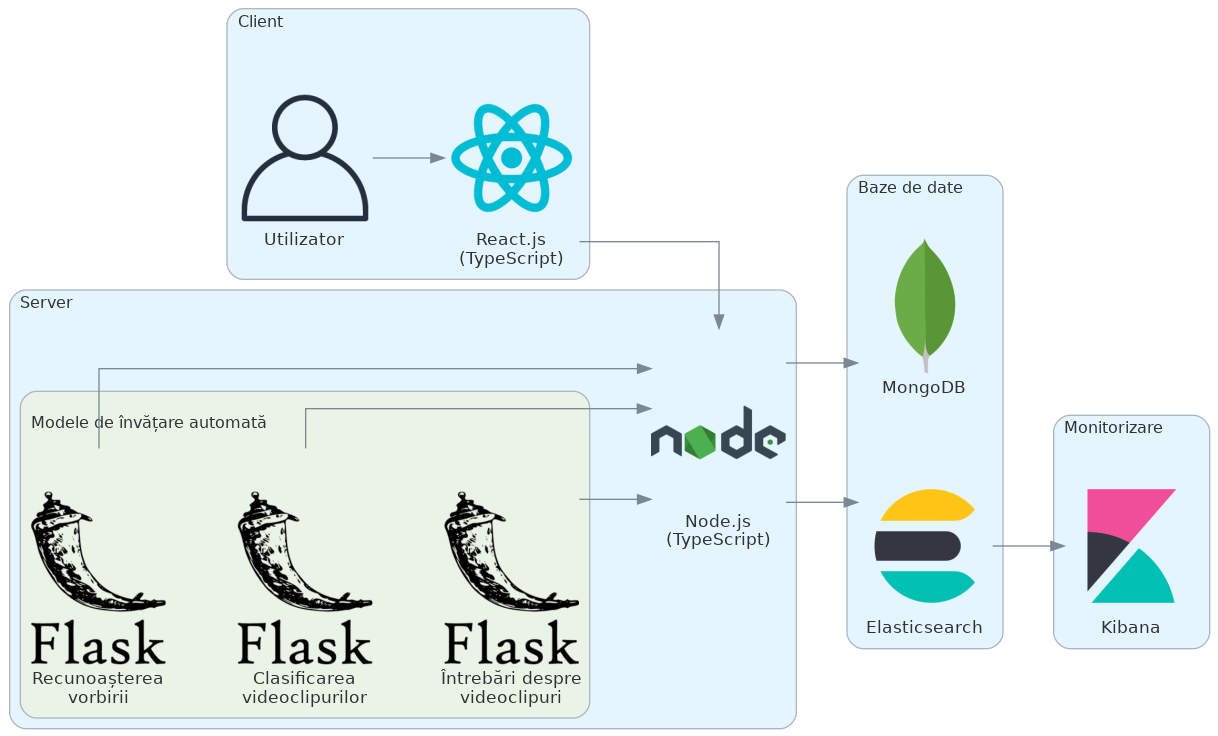 Client
Utilizator
React.js
(TypeScript)
Server
Modele de învățare automată
Flask
Recunoașterea
vorbirii
Flask
Clasificarea
videoclipurilor
Flask
Întrebări despre
videoclipuri
node
Node.js
(TypeScript)
Baze de date
MongoDB
Elasticsearch
Monitorizare
Kibana